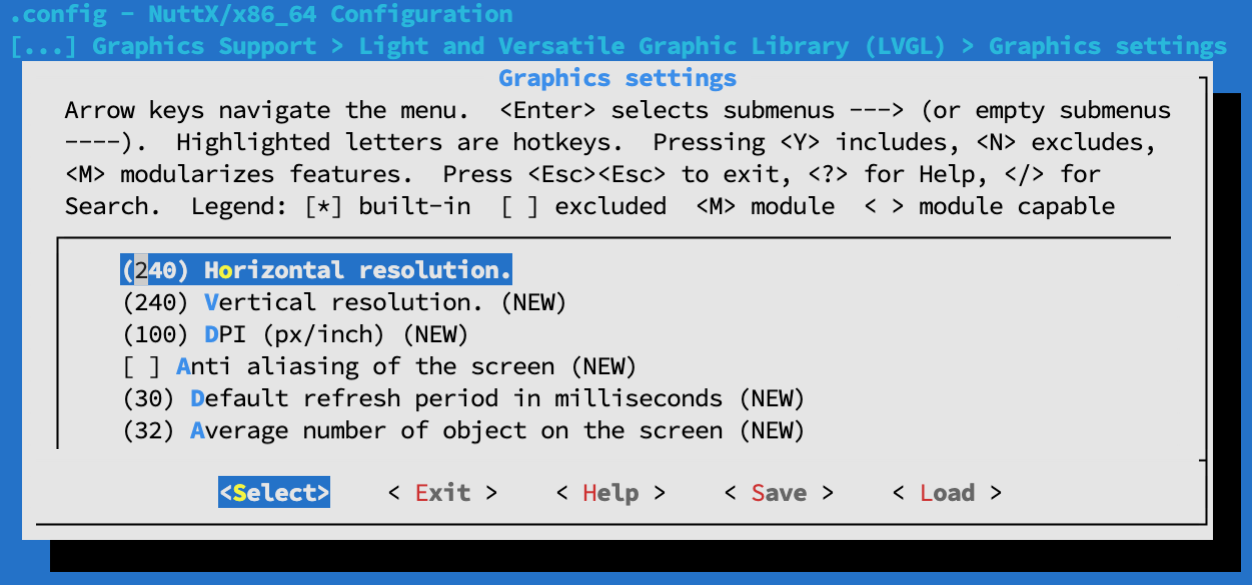 .config - NuttX/x86_64 Configuration
[...] Graphics Support > Light and Versatile Graphic Library (LVGL) > Graphics settings
Graphics settings
Arrow keys navigate the menu.  <Enter> selects submenus ---> (or empty submenus
----).  Highlighted letters are hotkeys.  Pressing <Y> includes, <N> excludes,
<M> modularizes features.  Press <Esc><Esc> to exit, <?> for Help, </> for
Search.  Legend: [*] built-in  [ ] excluded  <M> module  < > module capable
(240) Horizontal resolution.
(240) Vertical resolution. (NEW)
(100) DPI (px/inch) (NEW)
[ ] Anti aliasing of the screen (NEW)
(30) Default refresh period in milliseconds (NEW)
(32) Average number of object on the screen (NEW)
<Select>    < Exit >    < Help >    < Save >    < Load >